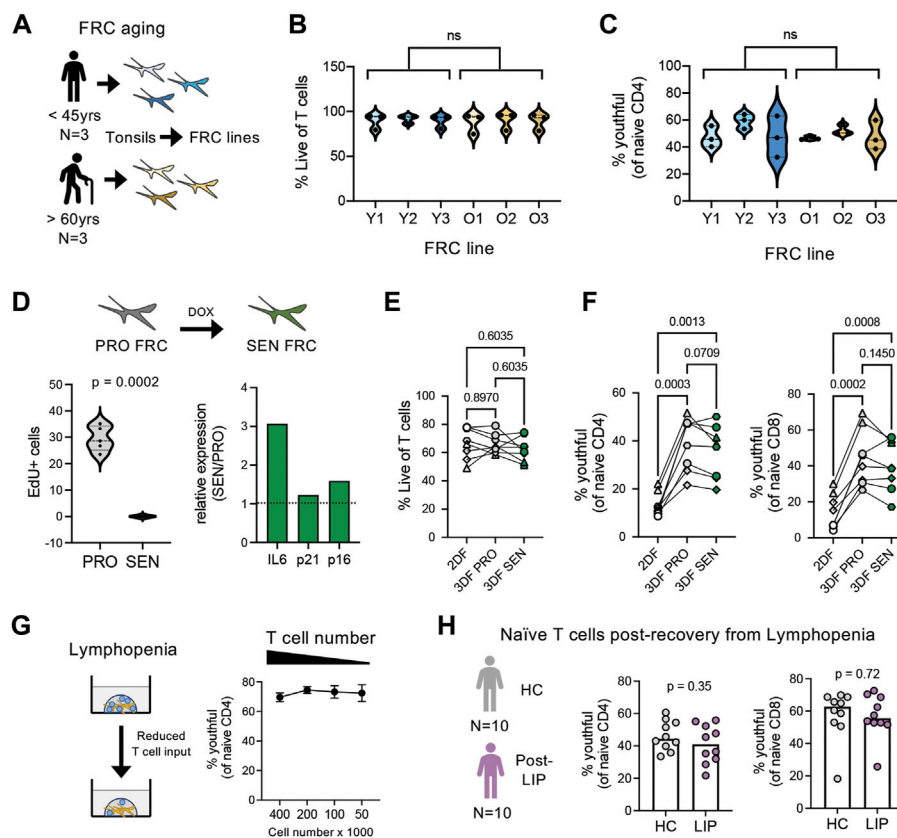 A
FRC aging
< 45yrs
N=3
Tonsils
FRC lines
> 60yrs
N=3
B
ns
% Live of T cells
150
100
50
0
Y1 Y2 Y3 O1 O2 O3
FRC line
C
ns
% youthful
(of naive CD4)
80
60
40
20
0
Y1 Y2 Y3 O1 O2 O3
FRC line
D
DOX
PRO FRC
SEN FRC
p = 0.0002
EdU+ cells
50
40
30
20
10
0
-10
PRO SEN
relative expression
(SEN/PRO)
4
3
2
1
0
IL6 p21 p16
E
0.6035
0.6035
0.8970
% Live of T cells
100
80
60
40
20
0
2DF
3DF PRO
3DF SEN
F
0.0013
0.0709
0.0003
% youthful
(of naive CD4)
60
40
20
0
2DF
3DF PRO
3DF SEN
0.0008
0.1450
0.0002
% youthful
(of naive CD8)
80
60
40
20
0
2DF
3DF PRO
3DF SEN
G
Lymphopenia
Reduced
T cell input
T cell number
% youthful
(of naive CD4)
80
60
40
20
0
400 200 100 50
Cell number x 1000
H
Naïve T cells post-recovery from Lymphopenia
HC
N=10
Post-
LIP
N=10
p = 0.35
% youthful
(of naive CD4)
80
60
40
20
0
HC LIP
p = 0.72
% youthful
(of naive CD8)
80
60
40
20
0
HC LIP